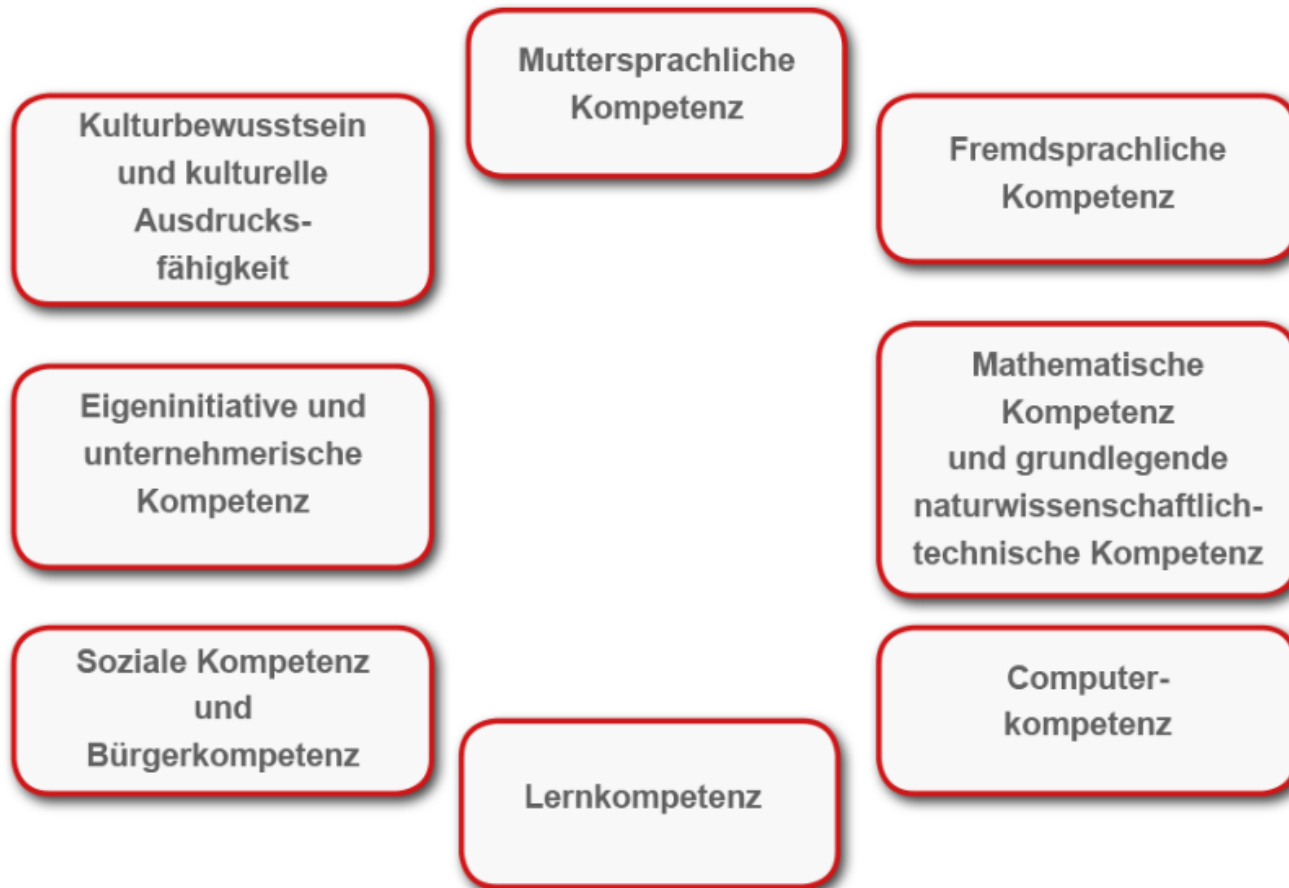 Muttersprachliche
Kompetenz
Kulturbewusstsein
und kulturelle
Ausdrucks-
fähigkeit
Fremdsprachliche
Kompetenz
Eigeninitiative und
unternehmerische
Kompetenz
Mathematische
Kompetenz
und grundlegende
naturwissenschaftlich-
technische Kompetenz
Soziale Kompetenz
und
Bürgerkompetenz
Computer-
kompetenz
Lernkompetenz